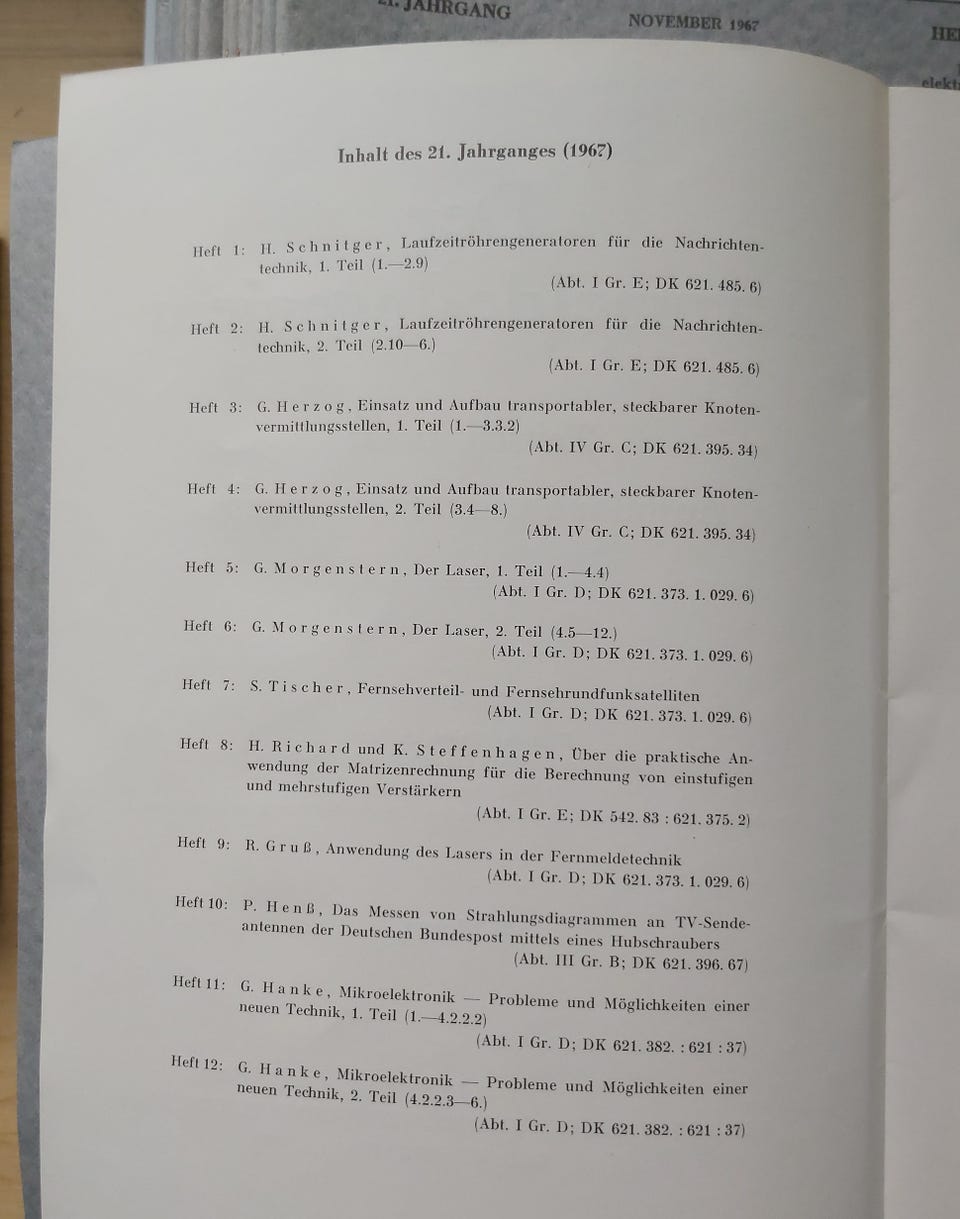 21. JAHRGANG
NOVEMBER 1967
elekt
Inhalt des 21. Jahrganges (1967)
Heft 1: H. Schnitger, Laufzeitröhrengeneratoren für die Nachrichten-
technik, 1. Teil (1.—2.9)
(Abt. I Gr. E; DK 621. 485. 6)
Heft 2: H. Schnitger, Laufzeitröhrengeneratoren für die Nachrichten-
technik, 2. Teil (2.10—6.)
(Abt. I Gr. E; DK 621. 485. 6)
Heft 3: G. Herzog, Einsatz und Aufbau transportabler, steckbarer Knoten-
vermittlungsstellen, 1. Teil (1.—3.3.2)
(Abt. IV Gr. C; DK 621. 395. 34)
Heft 4: G. Herzog, Einsatz und Aufbau transportabler, steckbarer Knoten-
vermittlungsstellen, 2. Teil (3.4—8.)
(Abt. IV Gr. C; DK 621. 395. 34)
Heft 5: G. Morgenstern, Der Laser, 1. Teil (1.—4.4)
(Abt. I Gr. D; DK 621. 373. 1. 029. 6)
Heft 6: G. Morgenstern, Der Laser, 2. Teil (4.5—12.)
(Abt. I Gr. D; DK 621. 373. 1. 029. 6)
Heft 7: S. Tischer, Fernsehverteil- und Fernsehrundfunksatelliten
(Abt. I Gr. D; DK 621. 373. 1. 029. 6)
Heft 8: H. Richard und K. Steffenhagen, Über die praktische An-
wendung der Matrizenrechnung für die Berechnung von einstufigen
und mehrstufigen Verstärkern
(Abt. I Gr. E; DK 542. 83 : 621. 375. 2)
Heft 9: R. Gruß, Anwendung des Lasers in der Fernmeldetechnik
(Abt. I Gr. D; DK 621. 373. 1. 029. 6)
Heft 10: P. Henß, Das Messen von Strahlungsdiagrammen an TV-Sende-
antennen der Deutschen Bundespost mittels eines Hubschraubers
(Abt. III Gr. B; DK 621. 396. 67)
Heft 11: G. Hanke, Mikroelektronik — Probleme und Möglichkeiten einer
neuen Technik, 1. Teil (1.—4.2.2.2)
(Abt. I Gr. D; DK 621. 382. : 621 : 37)
Heft 12: G. Hanke, Mikroelektronik — Probleme und Möglichkeiten einer
neuen Technik, 2. Teil (4.2.2.3—6.)
(Abt. I Gr. D; DK 621. 382. : 621 : 37)